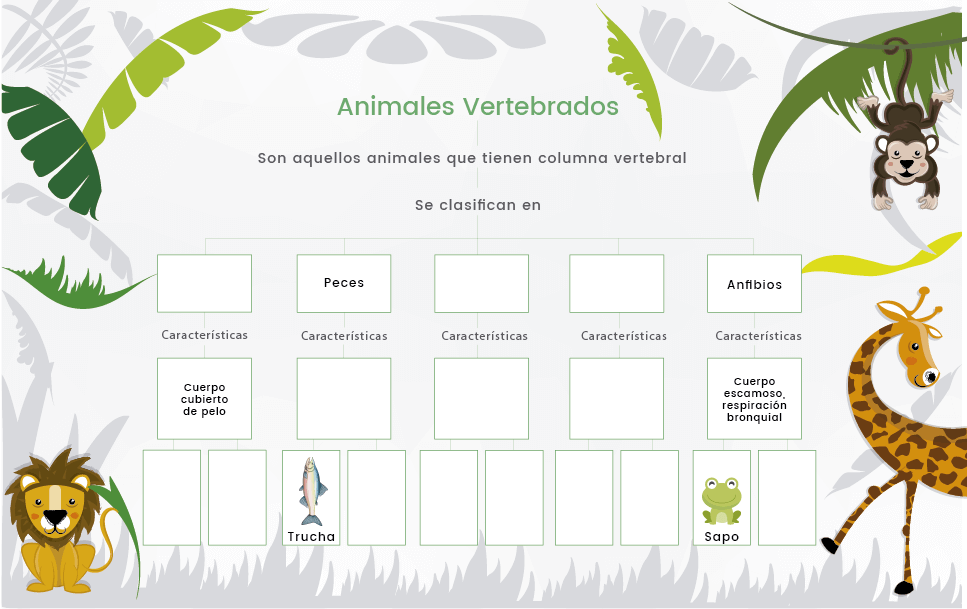 Animales Vertebrados
Son aquellos animales que tienen columna vertebral
Se clasifican en
Peces
Anfibios
Características
Características
Características
Características
Características
Cuerpo
cubierto
de pelo
Cuerpo
escamoso,
respiración
bronquial
Trucha
Sapo